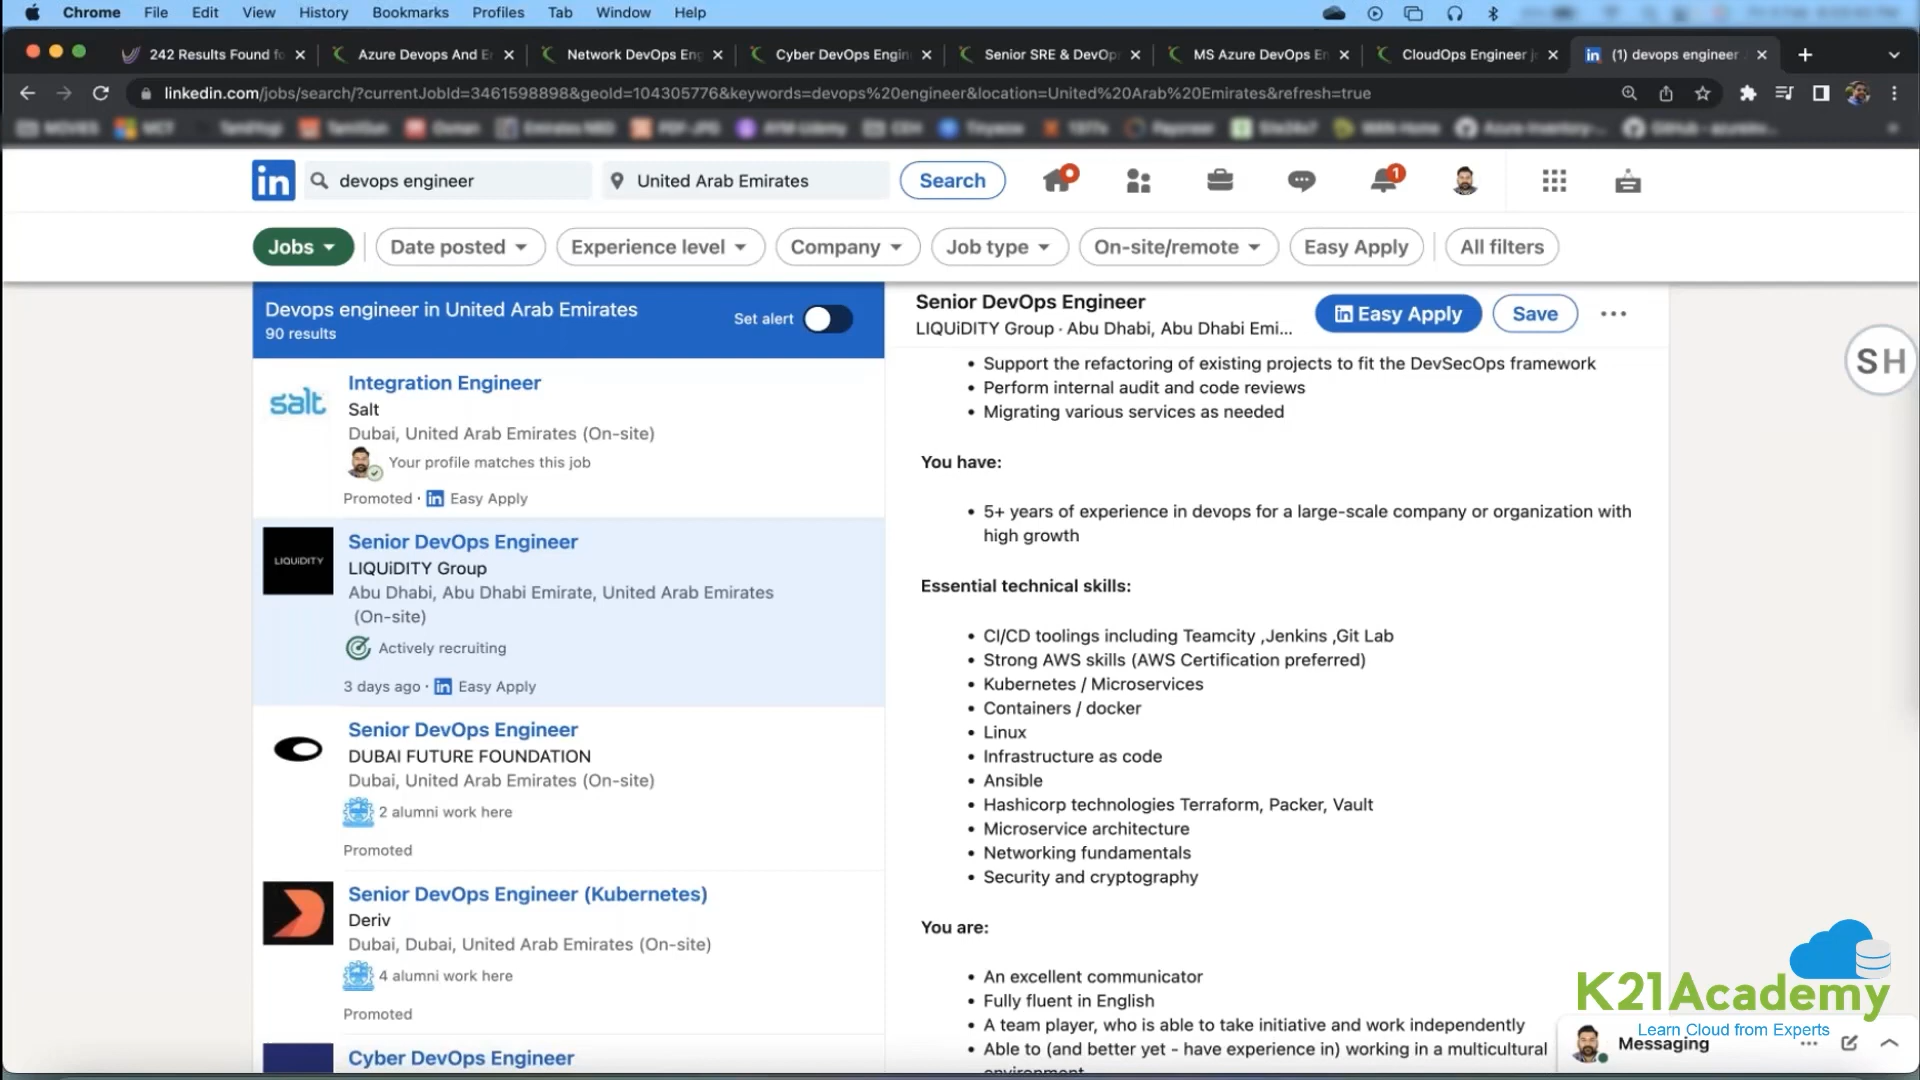 Chrome File Edit View History Bookmarks Profiles Tab Window Help
242 Results Found fo
Azure Devops And E
Network DevOps Eng
Cyber DevOps Engin
Senior SRE & DevOp
MS Azure DevOps En
CloudOps Engineer j
in (1) devops engineer
linkedin.com/jobs/search/?currentJobId=3461598898&geoId=104305776&keywords=devops%20engineer&location=United%20Arab%20Emirates&refresh=true
in
devops engineer
United Arab Emirates
Search
1
Jobs
Date posted
Experience level
Company
Job type
On-site/remote
Easy Apply
All filters
Devops engineer in United Arab Emirates
90 results
Set alert
salt
Integration Engineer
Salt
Dubai, United Arab Emirates (On-site)
Your profile matches this job
Promoted · in Easy Apply
LIQUiDITY
Senior DevOps Engineer
LIQUiDITY Group
Abu Dhabi, Abu Dhabi Emirate, United Arab Emirates
(On-site)
Actively recruiting
3 days ago · in Easy Apply
Senior DevOps Engineer
DUBAI FUTURE FOUNDATION
Dubai, United Arab Emirates (On-site)
2 alumni work here
Promoted
Senior DevOps Engineer (Kubernetes)
Deriv
Dubai, Dubai, United Arab Emirates (On-site)
4 alumni work here
Promoted
Cyber DevOps Engineer
Senior DevOps Engineer
LIQUiDITY Group · Abu Dhabi, Abu Dhabi Emi...
in Easy Apply
Save
• Support the refactoring of existing projects to fit the DevSecOps framework
• Perform internal audit and code reviews
• Migrating various services as needed
You have:
• 5+ years of experience in devops for a large-scale company or organization with
high growth
Essential technical skills:
• CI/CD toolings including Teamcity ,Jenkins ,Git Lab
• Strong AWS skills (AWS Certification preferred)
• Kubernetes / Microservices
• Containers / docker
• Linux
• Infrastructure as code
• Ansible
• Hashicorp technologies Terraform, Packer, Vault
• Microservice architecture
• Networking fundamentals
• Security and cryptography
You are:
• An excellent communicator
• Fully fluent in English
• A team player, who is able to take initiative and work independently
• Able to (and better yet - have experience in) working in a multicultural
environment
SH
K21Academy
Learn Cloud from Experts
Messaging